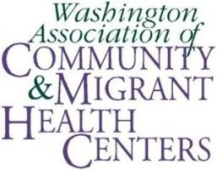 Washington
Association of
COMMUNITY
&MIGRANT
HEALTH
CENTERS